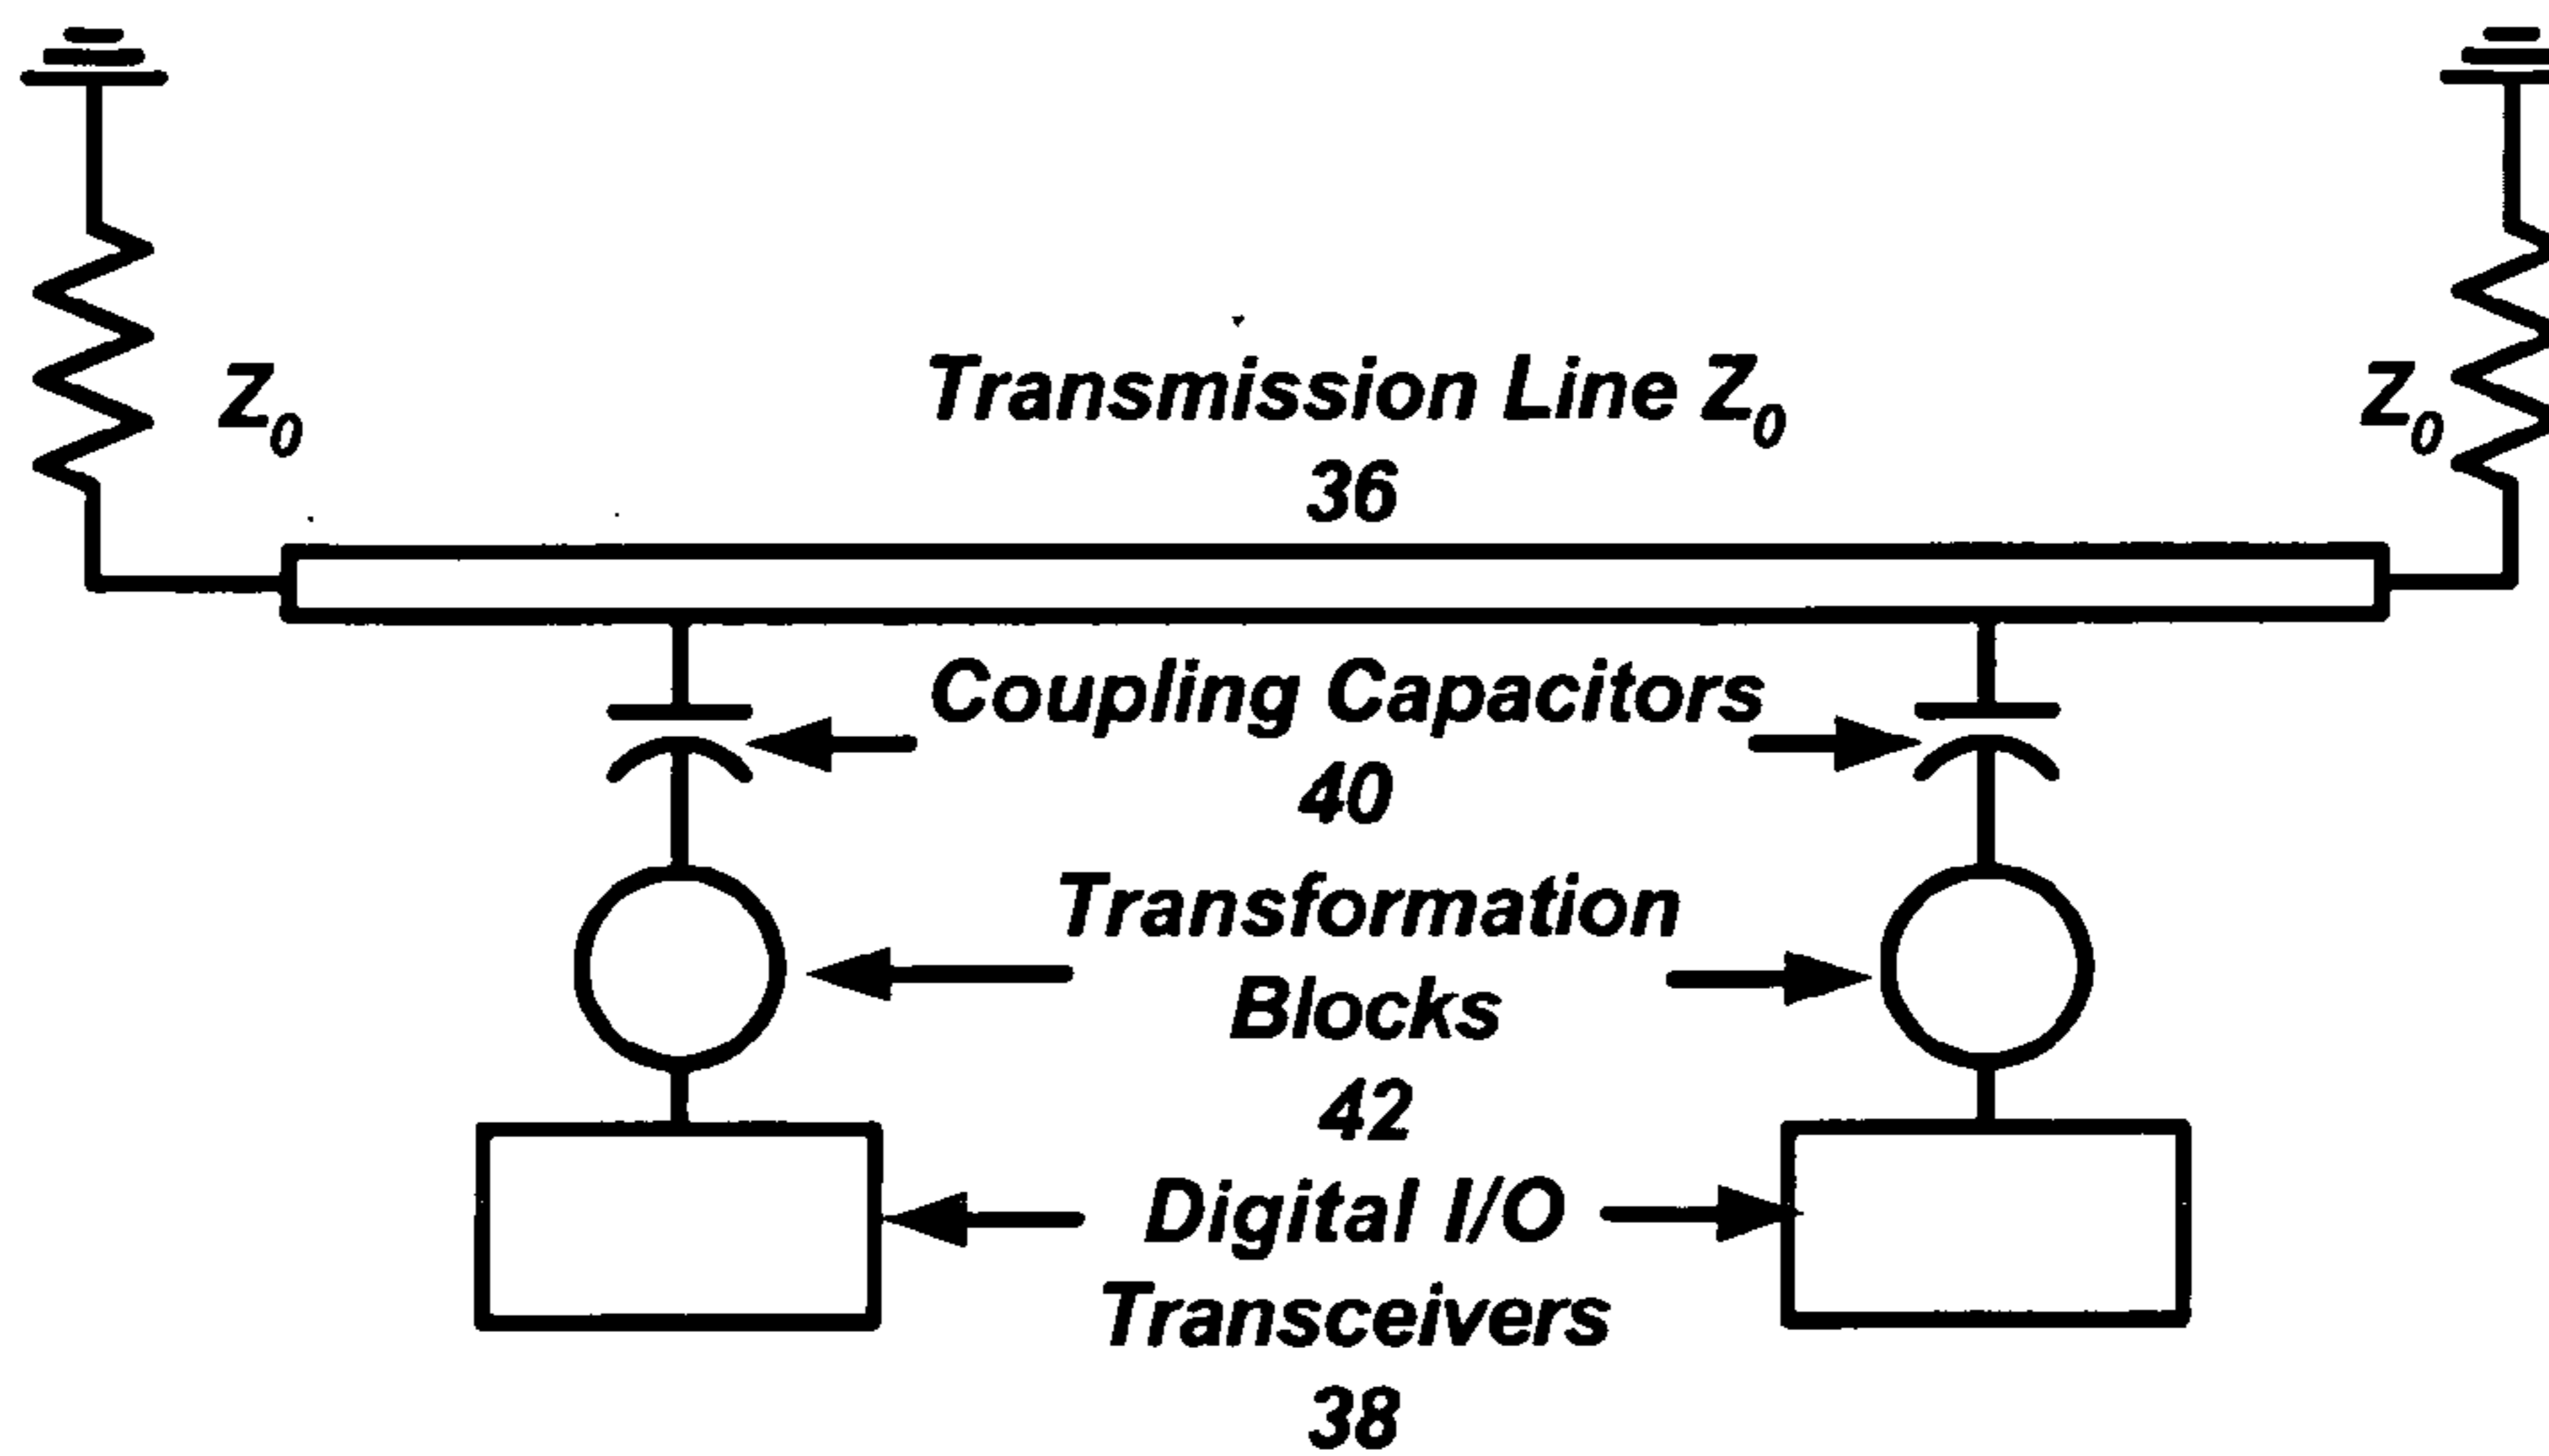 Z0
Transmission Line Z0
36
Z0
Coupling Capacitors
40
Transformation
Blocks
42
Digital I/O
Transceivers
38